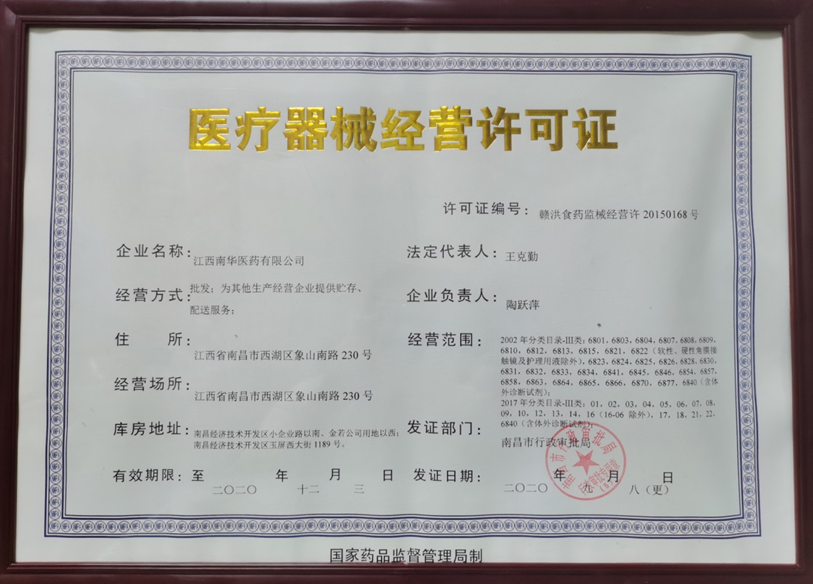 医疗器械经营许可证
许可证编号：赣洪食药监械经营许 20150168 号
企业名称：江西南华医药有限公司
法定代表人：王克勤
经营方式：批发；为其他生产经营企业提供贮存、
配送服务；
企业负责人：陶跃萍
住 所：江西省南昌市西湖区象山南路 230 号
经营范围：2002 年分类目录-III类：6801，6803，6804，6807，6808，6809，
6810，6812，6813，6815，6821，6822（软性、硬性角膜接
触镜及护理用液除外），6823，6824，6825，6826，6828，6830，
6831，6832，6833，6834，6841，6845，6846，6854，6857，
6858，6863，6864，6865，6866，6870，6877，6840（含体
外诊断试剂）；
2017 年分类目录-III类：01，02，03，04，05，06，07，08，
09，10，12，13，14，16（16-06 除外），17，18，21，22，
6840（含体外诊断试剂）
经营场所：江西省南昌市西湖区象山南路 230 号
库房地址：南昌经济技术开发区小企业路以南、金若公司用地以西；
南昌经济技术开发区玉屏西大街 1189 号。
发证部门：南昌市行政审批局
有效期限：至二〇二〇年十二月三日
发证日期：二〇二〇年九月八（更）日
国家药品监督管理局制